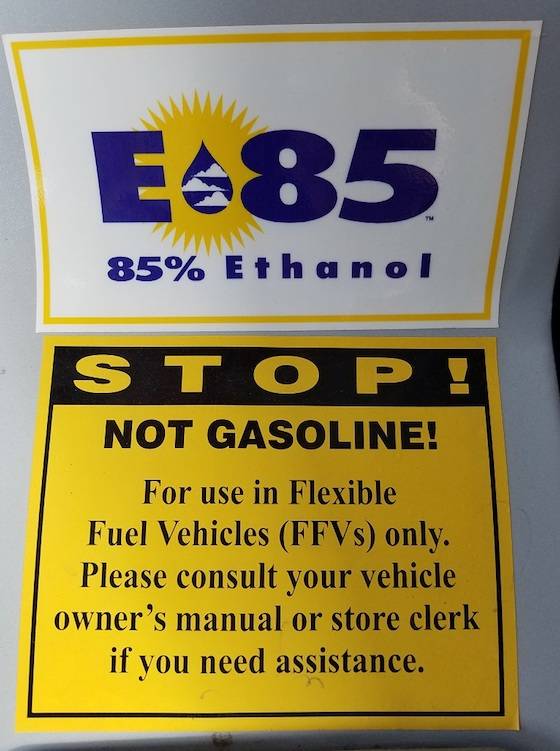 E85™
85% Ethanol
STOP!
NOT GASOLINE!
For use in Flexible
Fuel Vehicles (FFVs) only.
Please consult your vehicle
owner's manual or store clerk
if you need assistance.